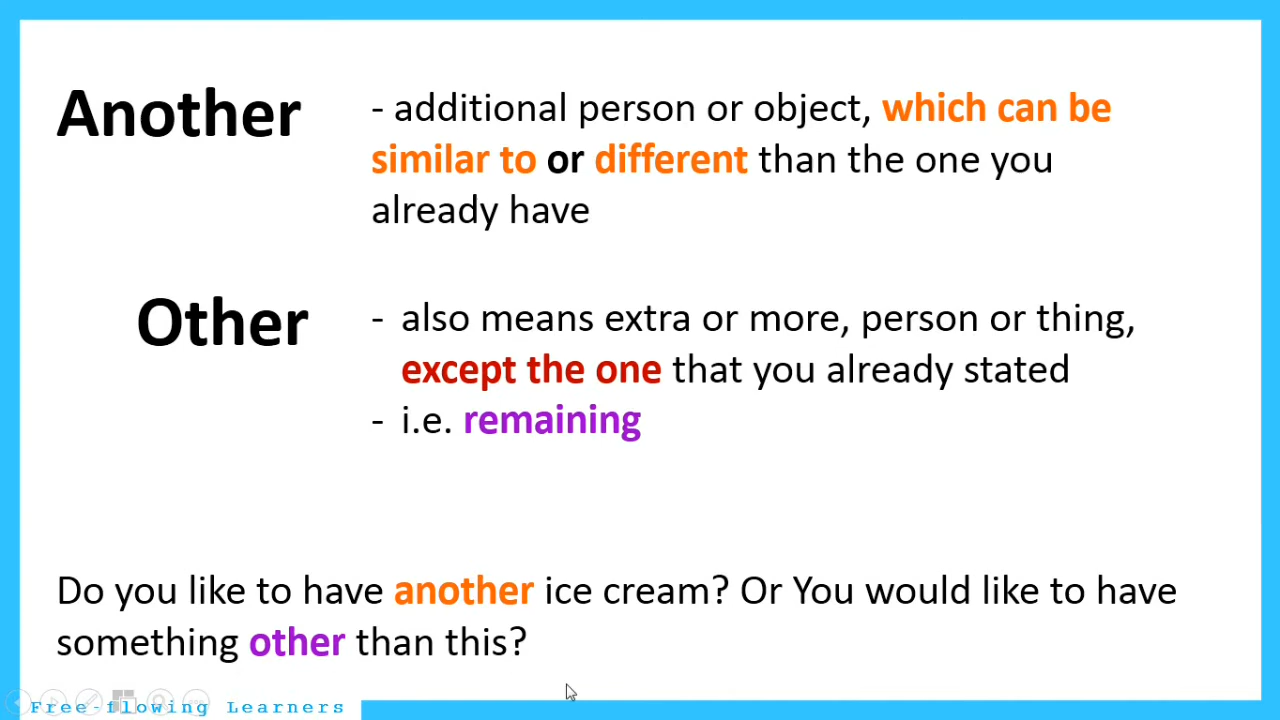 Another
- additional person or object, which can be
similar to or different than the one you
already have
Other
- also means extra or more, person or thing,
except the one that you already stated
- i.e. remaining
Do you like to have another ice cream? Or You would like to have
something other than this?
Free-flowing Learners